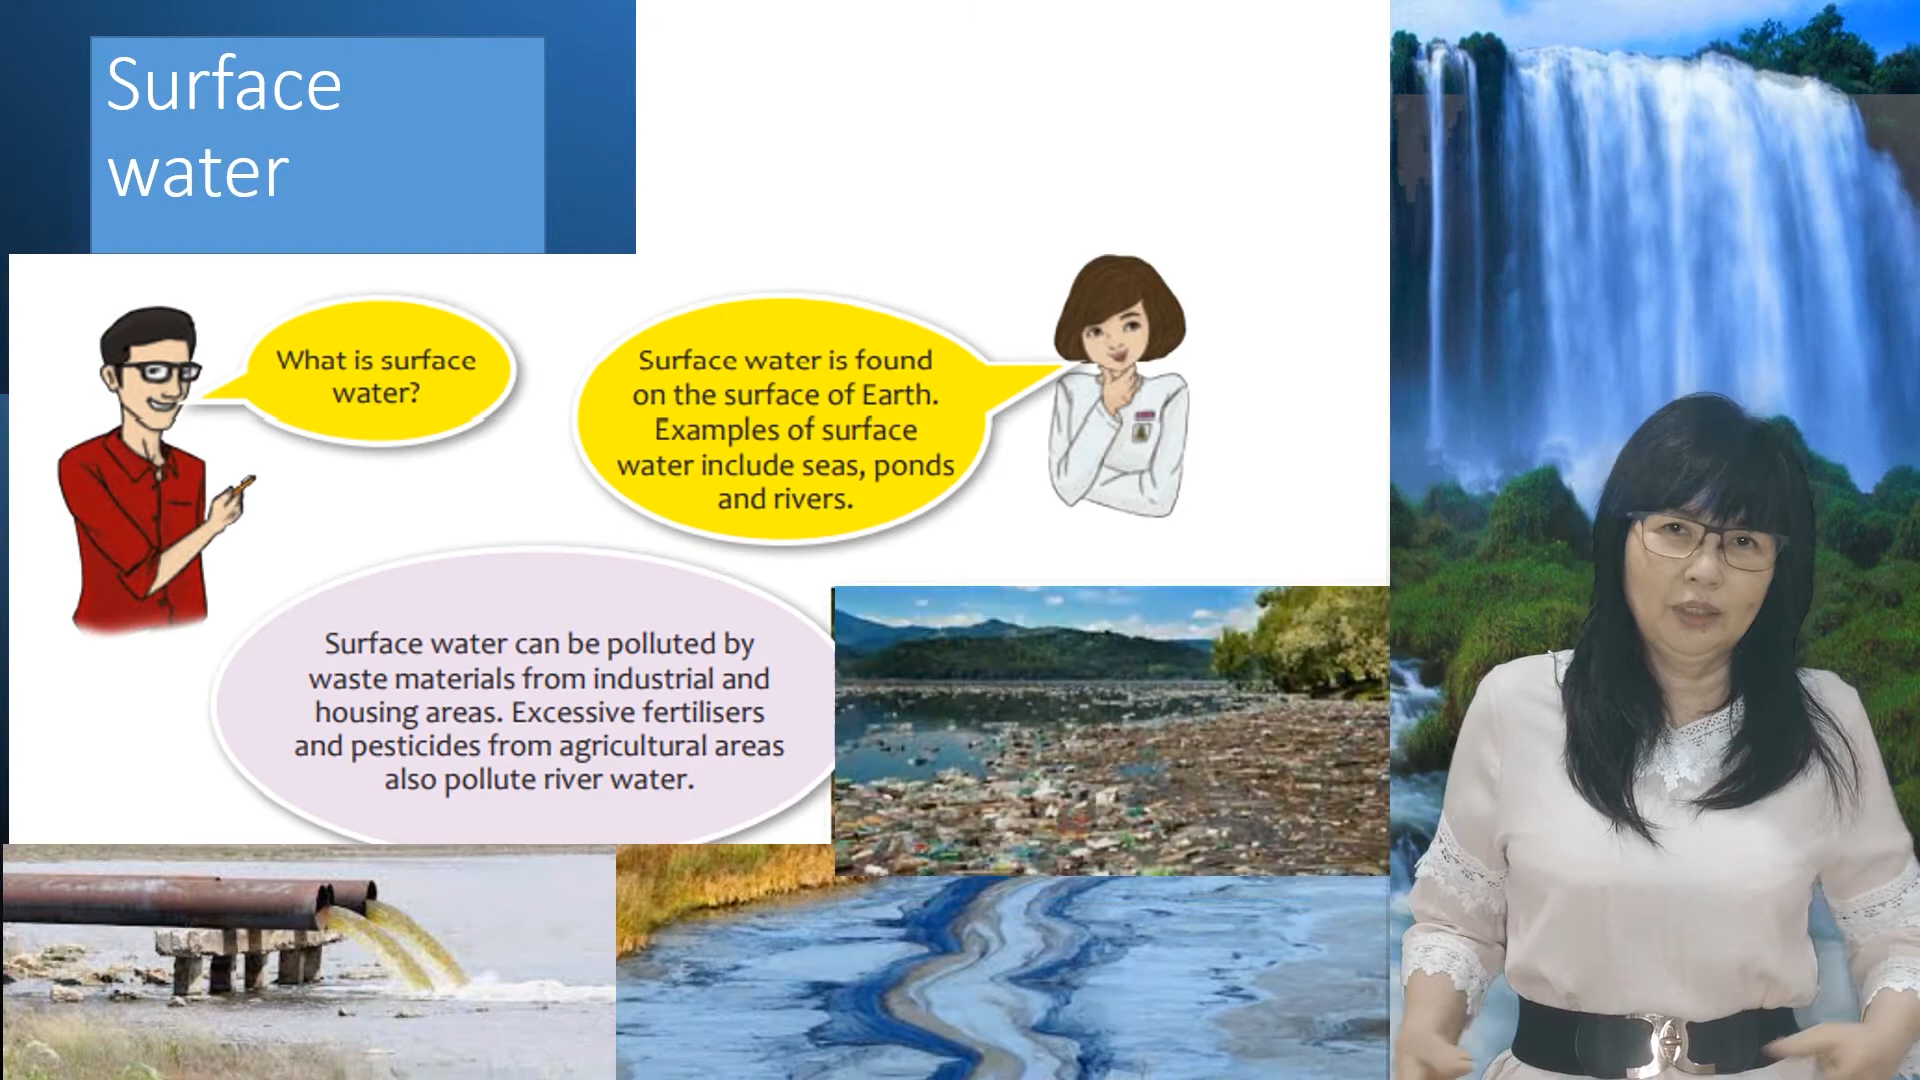 Surface
water
What is surface
water?
Surface water is found
on the surface of Earth.
Examples of surface
water include seas, ponds
and rivers.
Surface water can be polluted by
waste materials from industrial and
housing areas. Excessive fertilisers
and pesticides from agricultural areas
also pollute river water.